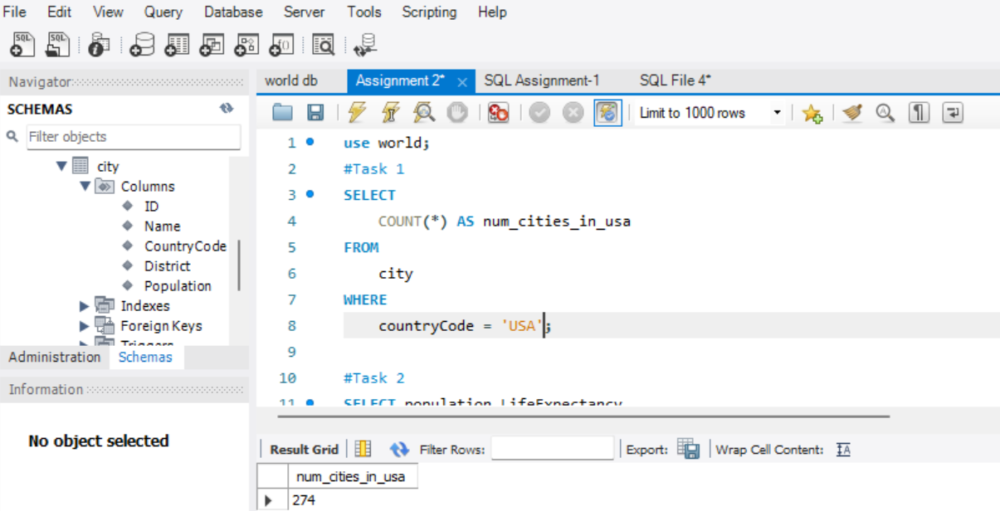 File Edit View Query Database Server Tools Scripting Help
SQL SQL
Navigator
SCHEMAS
Filter objects
city
Columns
ID
Name
CountryCode
District
Population
Indexes
Foreign Keys
Triggers
Administration Schemas
Information
No object selected
world db Assignment 2* SQL Assignment-1 SQL File 4*
Limit to 1000 rows
1 use world;
2 #Task 1
3 SELECT
4 COUNT(*) AS num_cities_in_usa
5 FROM
6 city
7 WHERE
8 countryCode = 'USA';
9
10 #Task 2
11 SELECT population,LifeExpectancy
Result Grid Filter Rows: Export: Wrap Cell Content:
num_cities_in_usa
274